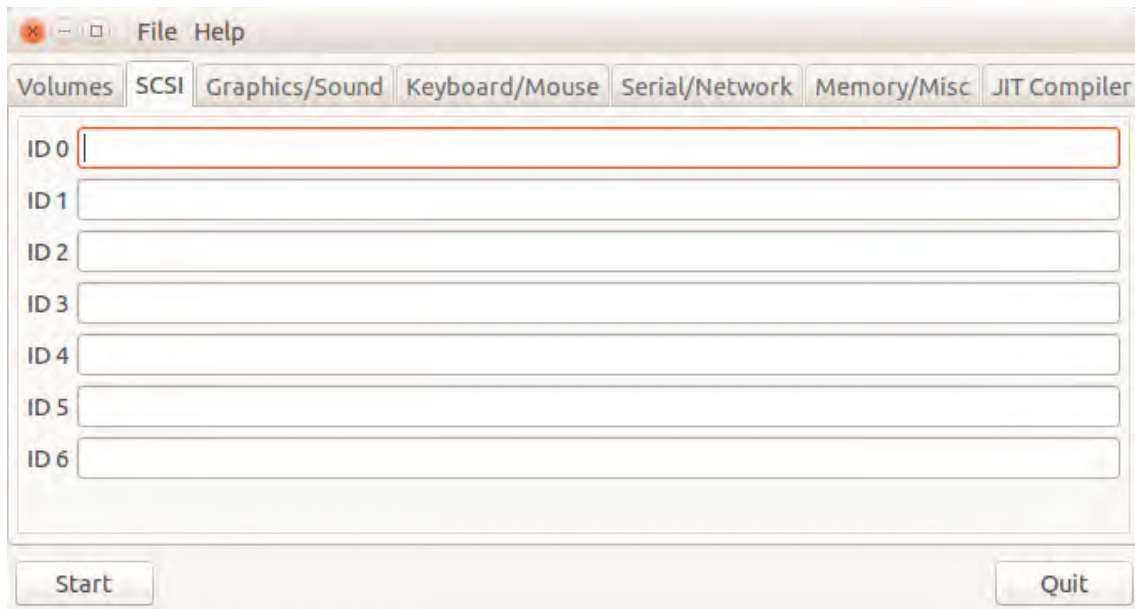 File Help
Volumes SCSI Graphics/Sound Keyboard/Mouse Serial/Network Memory/Misc JIT Compiler
ID 0
ID 1
ID 2
ID 3
ID 4
ID 5
ID 6
Start Quit